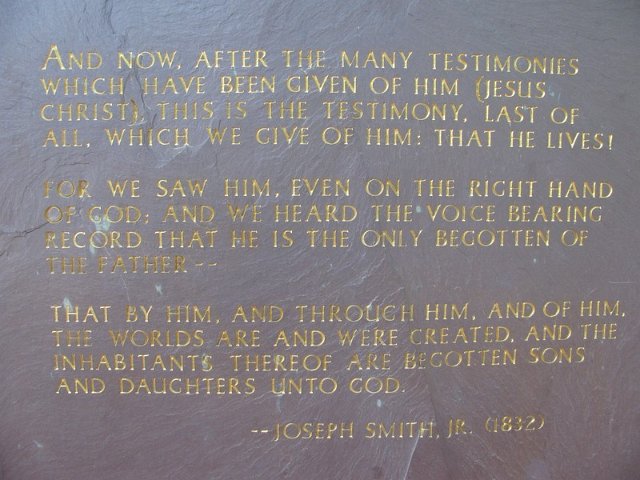 AND NOW, AFTER THE MANY TESTIMONIES
WHICH HAVE BEEN GIVEN OF HIM (JESUS
CHRIST), THIS IS THE TESTIMONY, LAST OF
ALL, WHICH WE GIVE OF HIM: THAT HE LIVES!
FOR WE SAW HIM, EVEN ON THE RIGHT HAND
OF GOD; AND WE HEARD THE VOICE BEARING
RECORD THAT HE IS THE ONLY BEGOTTEN OF
THE FATHER--
THAT BY HIM, AND THROUGH HIM, AND OF HIM,
THE WORLDS ARE AND WERE CREATED, AND THE
INHABITANTS THEREOF ARE BEGOTTEN SONS
AND DAUGHTERS UNTO GOD.
--JOSEPH SMITH, JR. (1832)